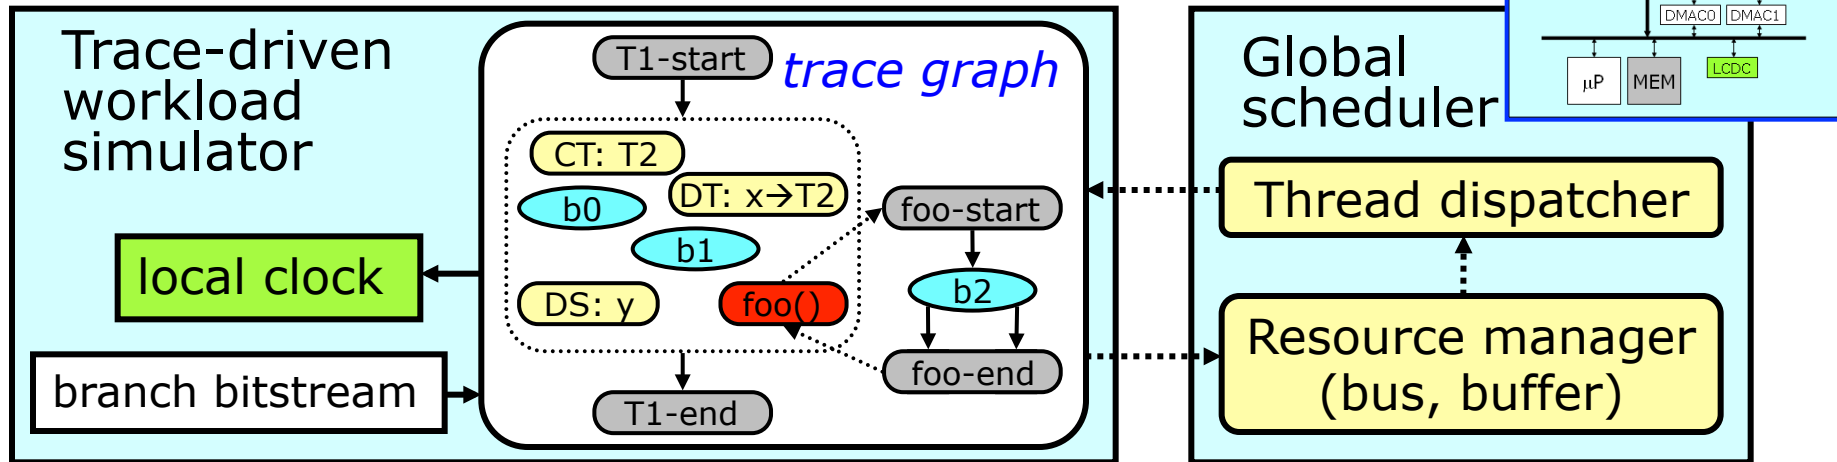 Trace-driven
workload
simulator
local clock
branch bitstream
trace graph
T1-start
CT: T2
DT: x→T2
b0
b1
DS: y
foo()
T1-end
foo-start
b2
foo-end
Global
scheduler
Thread dispatcher
Resource manager
(bus, buffer)
DMAC0 DMAC1
μP MEM LCDC